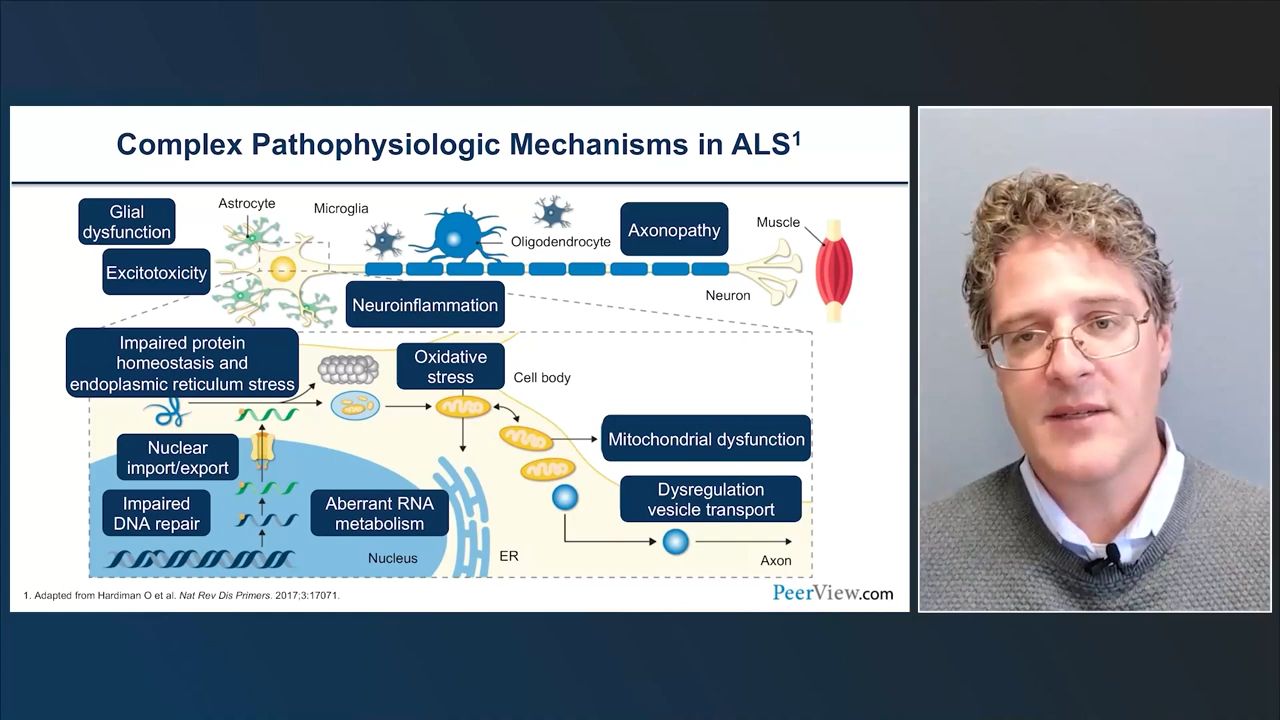 Complex Pathophysiologic Mechanisms in ALS1
Glial
dysfunction
Astrocyte
Microglia
Oligodendrocyte
Axonopathy
Muscle
Excitotoxicity
Neuroinflammation
Neuron
Impaired protein
homeostasis and
endoplasmic reticulum stress
Oxidative
stress
Cell body
Nuclear
import/export
Mitochondrial dysfunction
Impaired
DNA repair
Aberrant RNA
metabolism
Dysregulation
vesicle transport
Nucleus
ER
Axon
1. Adapted from Hardiman O et al. Nat Rev Dis Primers. 2017;3:17071.
PeerView.com